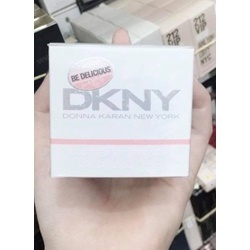 BE DELICIOUS
DKNY
DONNA KARAN NEW YORK